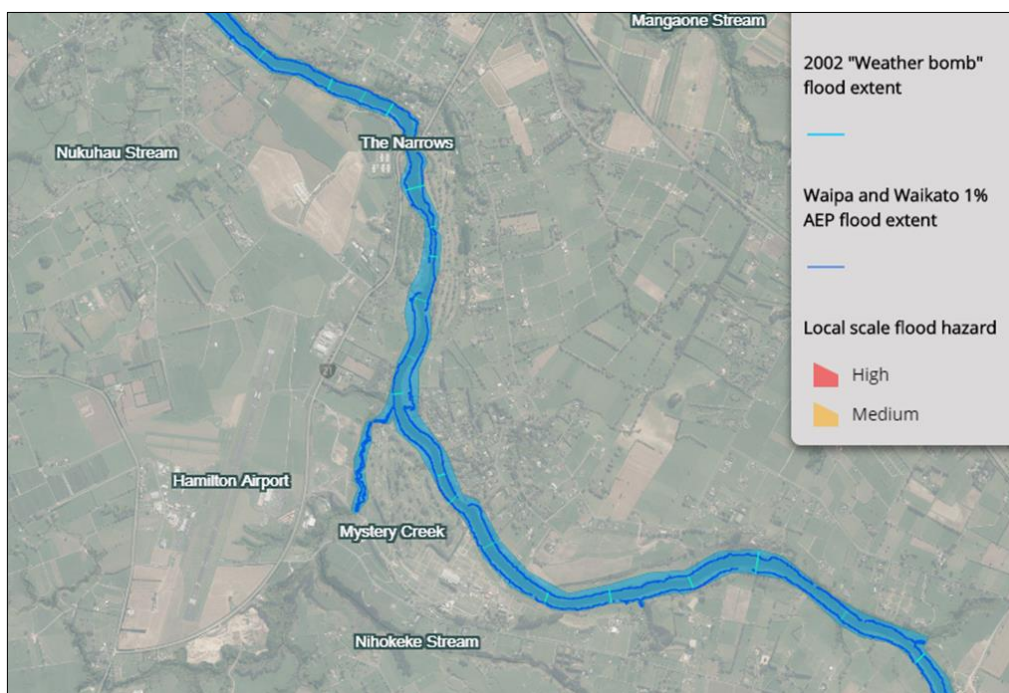 Mangaone Stream
2002 "Weather bomb"
flood extent
The Narrows
Nukuhau Stream
Waipa and Waikato 1%
AEP flood extent
Local scale flood hazard
21
High
Medium
Hamilton Airport
Mystery Creek
Nihokeke Stream